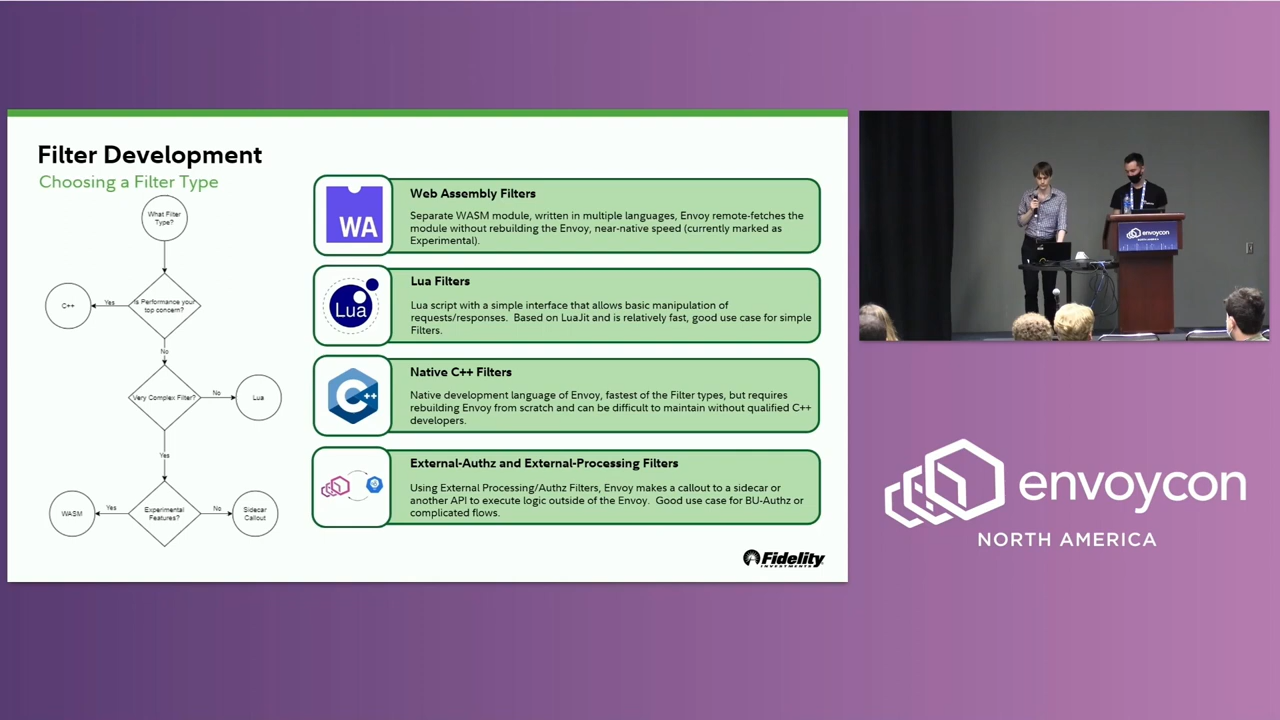 Filter Development
Choosing a Filter Type
What Filter
Type?
C++
Yes
Is Performance your
top concern?
No
Very Complex Filter?
No
Lua
Yes
WASM
Yes
Experimental
Features?
No
Sidecar
Callout
WA
Web Assembly Filters
Separate WASM module, written in multiple languages, Envoy remote-fetches the
module without rebuilding the Envoy, near-native speed (currently marked as
Experimental).
Lua
Lua Filters
Lua script with a simple interface that allows basic manipulation of
requests/responses. Based on LuaJit and is relatively fast, good use case for simple
Filters.
C++
Native C++ Filters
Native development language of Envoy, fastest of the Filter types, but requires
rebuilding Envoy from scratch and can be difficult to maintain without qualified C++
developers.
External-Authz and External-Processing Filters
Using External Processing/Authz Filters, Envoy makes a callout to a sidecar or
another API to execute logic outside of the Envoy. Good use case for BU-Authz or
complicated flows.
Fidelity
INVESTMENTS
envoycon
NORTH AMERICA
envoycon
NORTH AMERICA